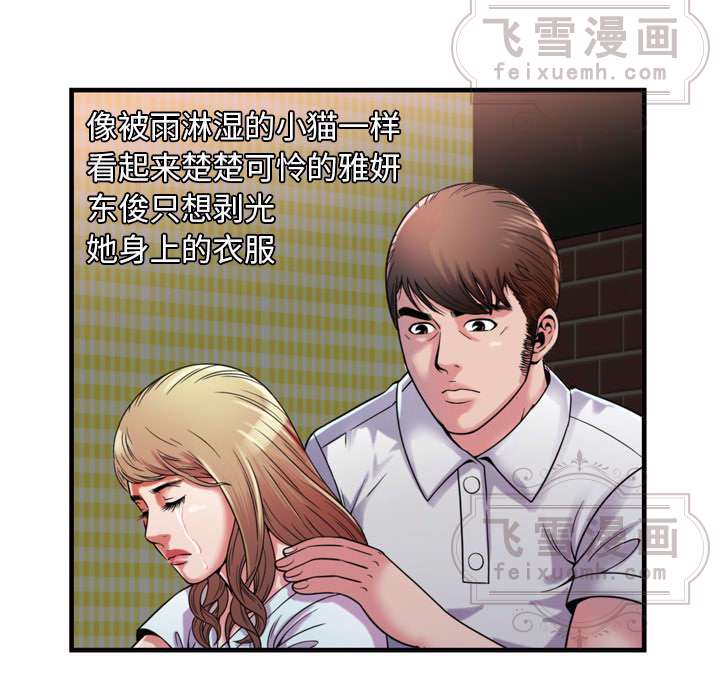 飞雪漫画
feixuemh.com
像被雨淋湿的小猫一样
看起来楚楚可怜的雅妍
东俊只想剥光
她身上的衣服
飞雪漫画
feixuemh.com